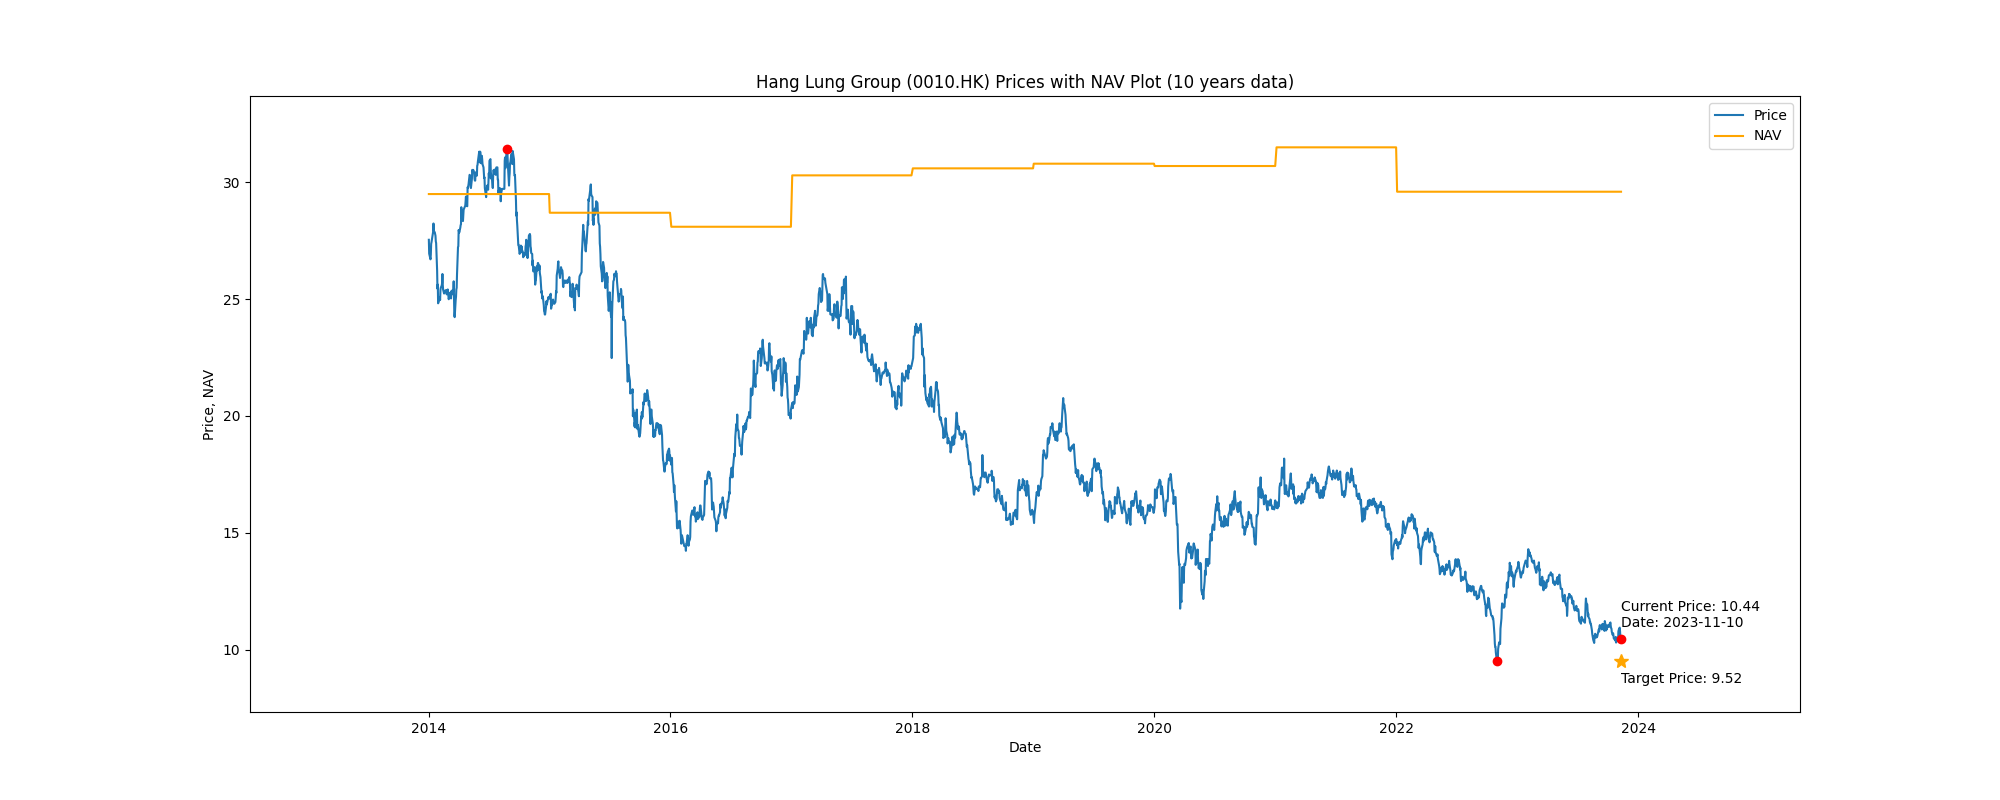 Hang Lung Group (0010.HK) Prices with NAV Plot (10 years data)
Price
NAV
30
25
20
15
10
Price, NAV
Current Price: 10.44
Date: 2023-11-10
Target Price: 9.52
2014
2016
2018
2020
2022
2024
Date